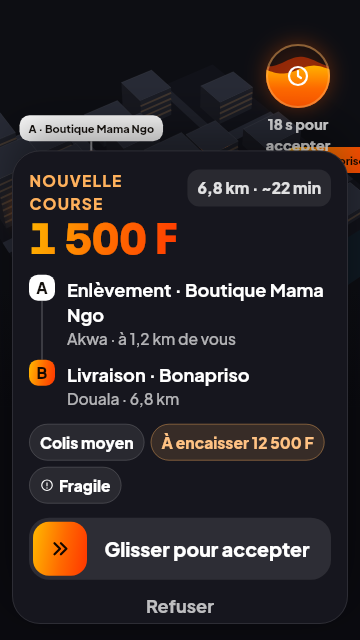 A · Boutique Mama Ngo
18 s pour
accepter
NOUVELLE
COURSE
6,8 km · ~22 min
1 500 F
A
Enlèvement · Boutique Mama
Ngo
Akwa · à 1,2 km de vous
B
Livraison · Bonapriso
Douala · 6,8 km
Colis moyen
À encaisser 12 500 F
Fragile
Glisser pour accepter
Refuser